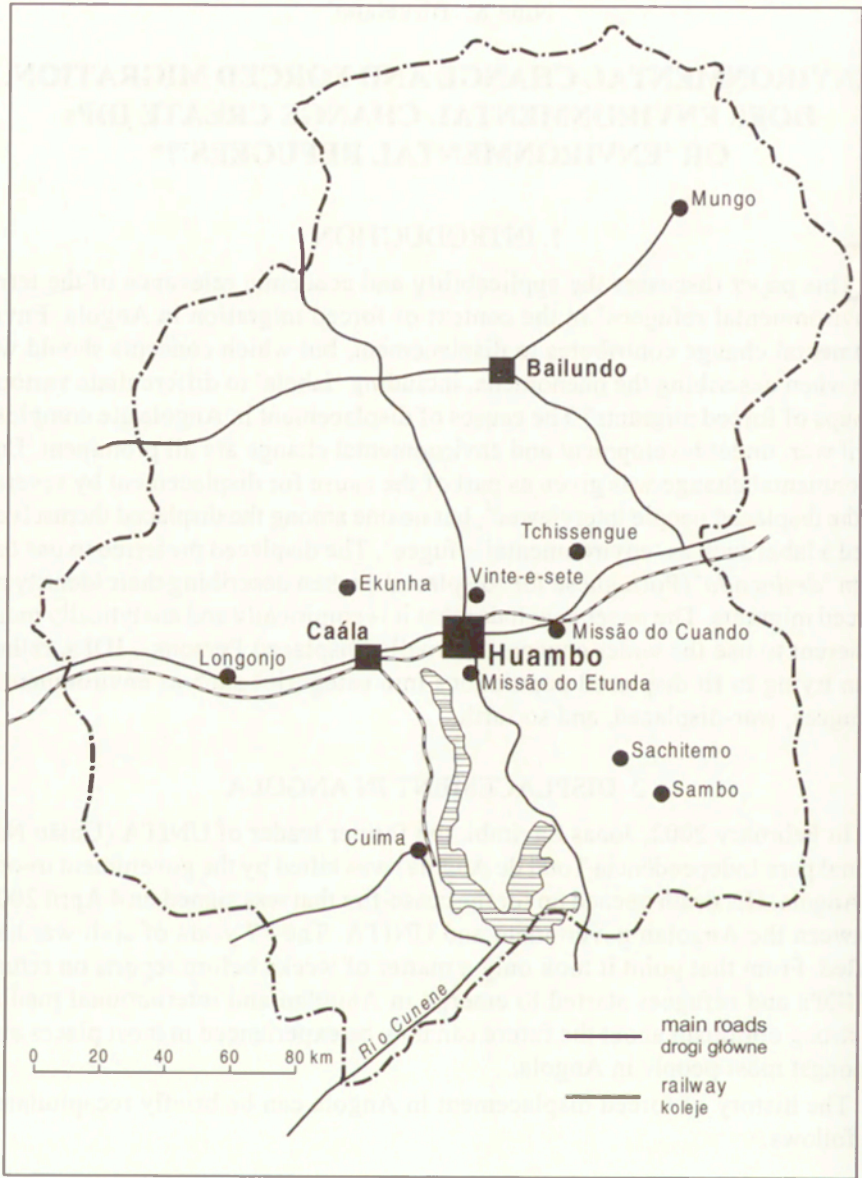 Mungo
Bailundo
Tchissengue
Ekunha
Vinte-e-sete
Caála
Missão do Cuando
Longonjo
Huambo
Missão do Etunda
Sachitemo
Sambo
Cuima
Rio Cunene
0 20 40 60 80 km
main roads
drogi główne
railway
koleje